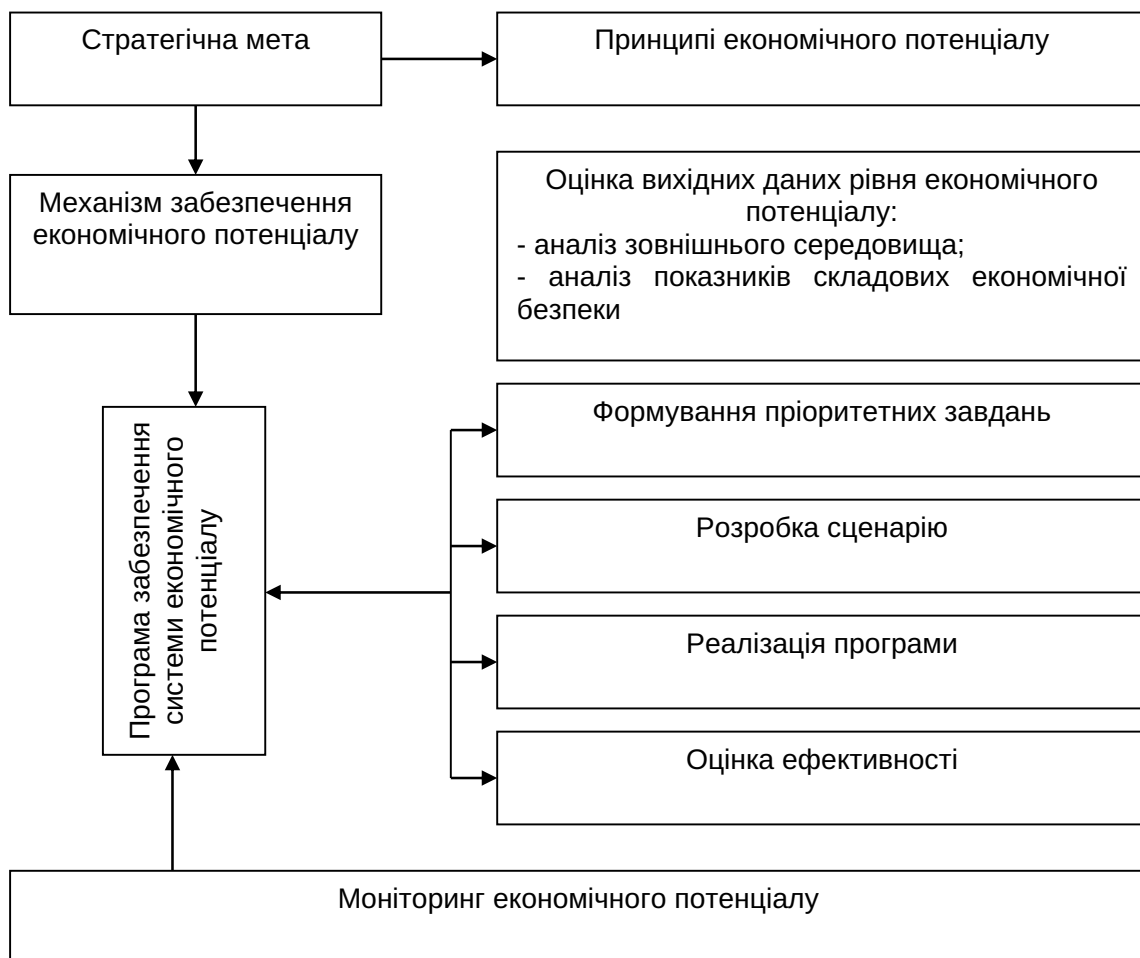 Стратегічна мета
Принципі економічного потенціалу
Механізм забезпечення
економічного потенціалу
Оцінка вихідних даних рівня економічного
потенціалу:
- аналіз зовнішнього середовища;
- аналіз показників складових економічної
безпеки
Програма забезпечення
системи економічного
потенціалу
Формування пріоритетних завдань
Розробка сценарію
Реалізація програми
Оцінка ефективності
Моніторинг економічного потенціалу